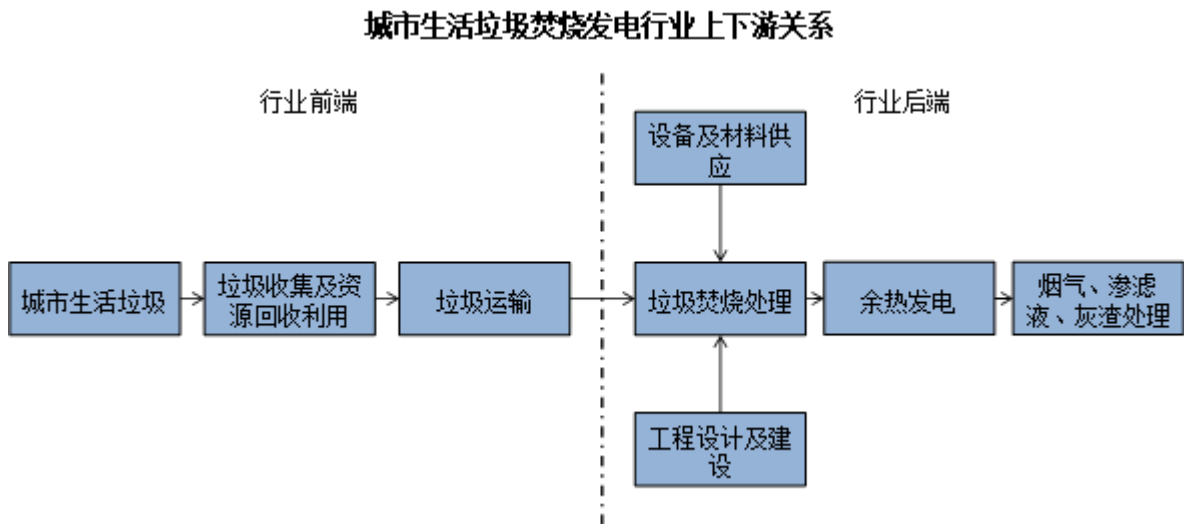 城市生活垃圾焚烧发电行业上下游关系
行业前端
行业后端
设备及材料供
应
城市生活垃圾
垃圾收集及资
源回收利用
垃圾运输
垃圾焚烧处理
余热发电
烟气、渗滤
液、灰渣处理
工程设计及建
设